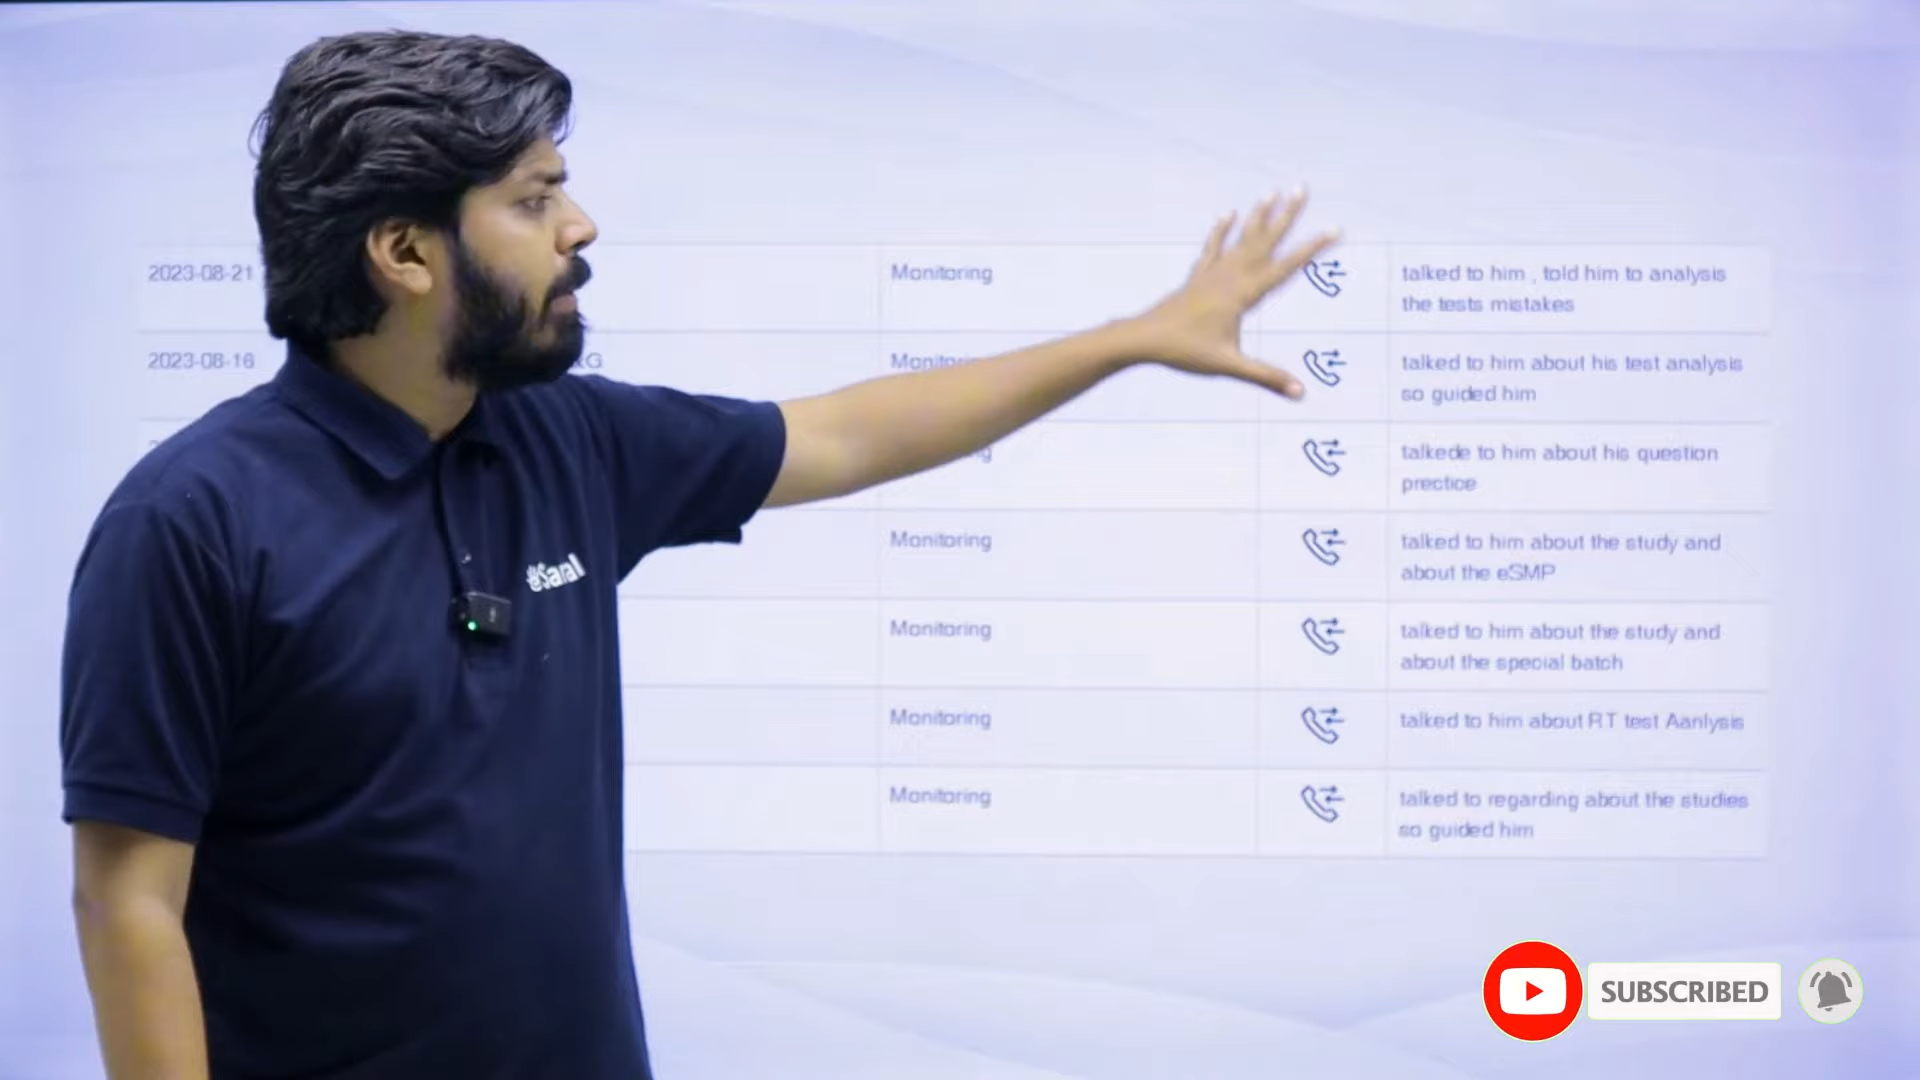 2023-08-21
Monitoring
talked to him , told him to analysis
the tests mistakes
2023-08-16
Monitoring
talked to him about his test analysis
so guided him
talkede to him about his question
prectice
Monitoring
talked to him about the study and
about the eSMP
Monitoring
talked to him about the study and
about the special batch
Monitoring
talked to him about RT test Aanlysis
Monitoring
talked to regarding about the studies
so guided him
eSaral
SUBSCRIBED